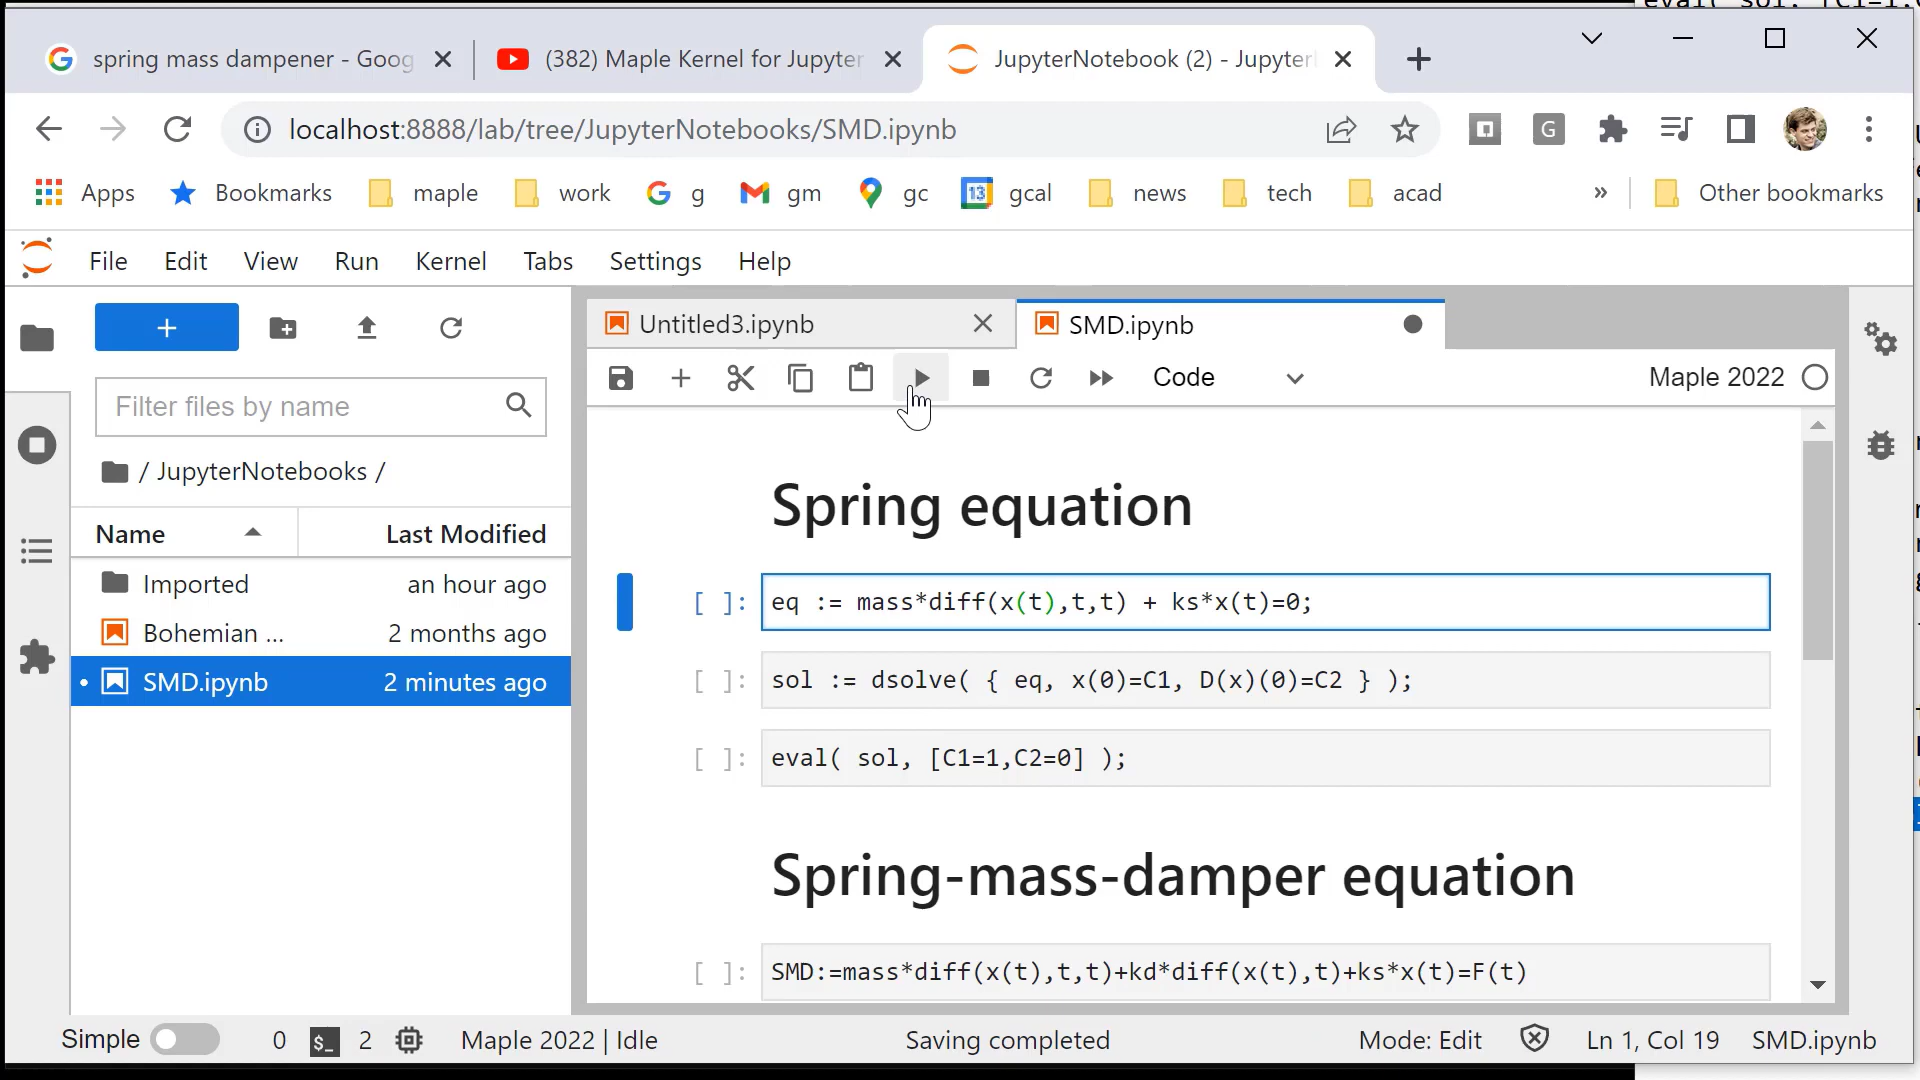 eval( sol, [C1=1,
spring mass dampener - Goog
(382) Maple Kernel for Jupyter
JupyterNotebook (2) - Jupyter
localhost:8888/lab/tree/JupyterNotebooks/SMD.ipynb
G
Apps
Bookmarks
maple
work
g
gm
gc
13
gcal
news
tech
acad
»
Other bookmarks
File Edit View Run Kernel Tabs Settings Help
Untitled3.ipynb
SMD.ipynb
Code
Maple 2022
Filter files by name
/ JupyterNotebooks /
Name Last Modified
Imported an hour ago
Bohemian ... 2 months ago
SMD.ipynb 2 minutes ago
Spring equation
[ ]: eq := mass*diff(x(t),t,t) + ks*x(t)=0;
[ ]: sol := dsolve( { eq, x(0)=C1, D(x)(0)=C2 } );
[ ]: eval( sol, [C1=1,C2=0] );
Spring-mass-damper equation
[ ]: SMD:=mass*diff(x(t),t,t)+kd*diff(x(t),t)+ks*x(t)=F(t)
Simple 0 $_ 2 Maple 2022 | Idle Saving completed Mode: Edit Ln 1, Col 19 SMD.ipynb